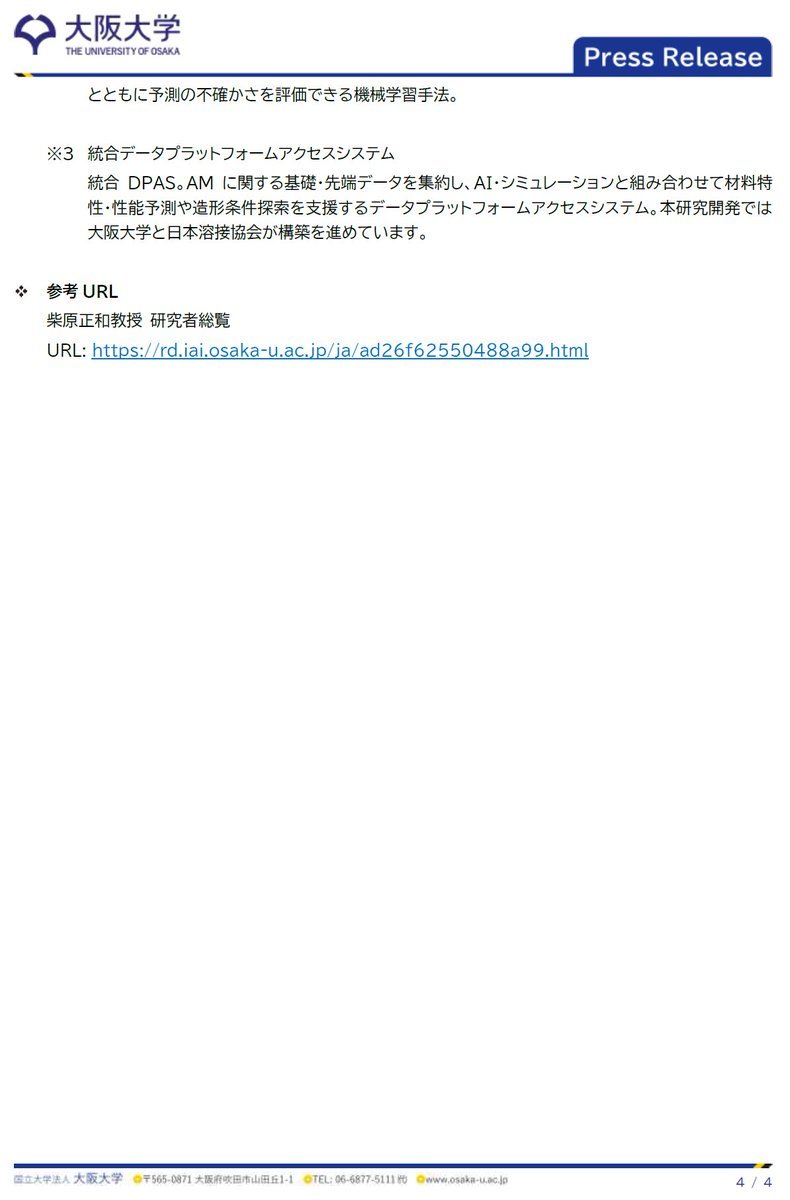 大阪大学
THE UNIVERSITY OF OSAKA
Press Release
とともに予測の不確かさを評価できる機械学習手法。
※3 統合データプラットフォームアクセスシステム
統合 DPAS。AM に関する基礎・先端データを集約し、AI・シミュレーションと組み合わせて材料特
性・性能予測や造形条件探索を支援するデータプラットフォームアクセスシステム。本研究開発では
大阪大学と日本溶接協会が構築を進めています。
❖ 参考 URL
柴原正和教授 研究者総覧
URL: https://rd.iai.osaka-u.ac.jp/ja/ad26f62550488a99.html
国立大学法人 大阪大学 〒565-0871 大阪府吹田市山田丘1-1 TEL: 06-6877-5111㈹ www.osaka-u.ac.jp
4 / 4